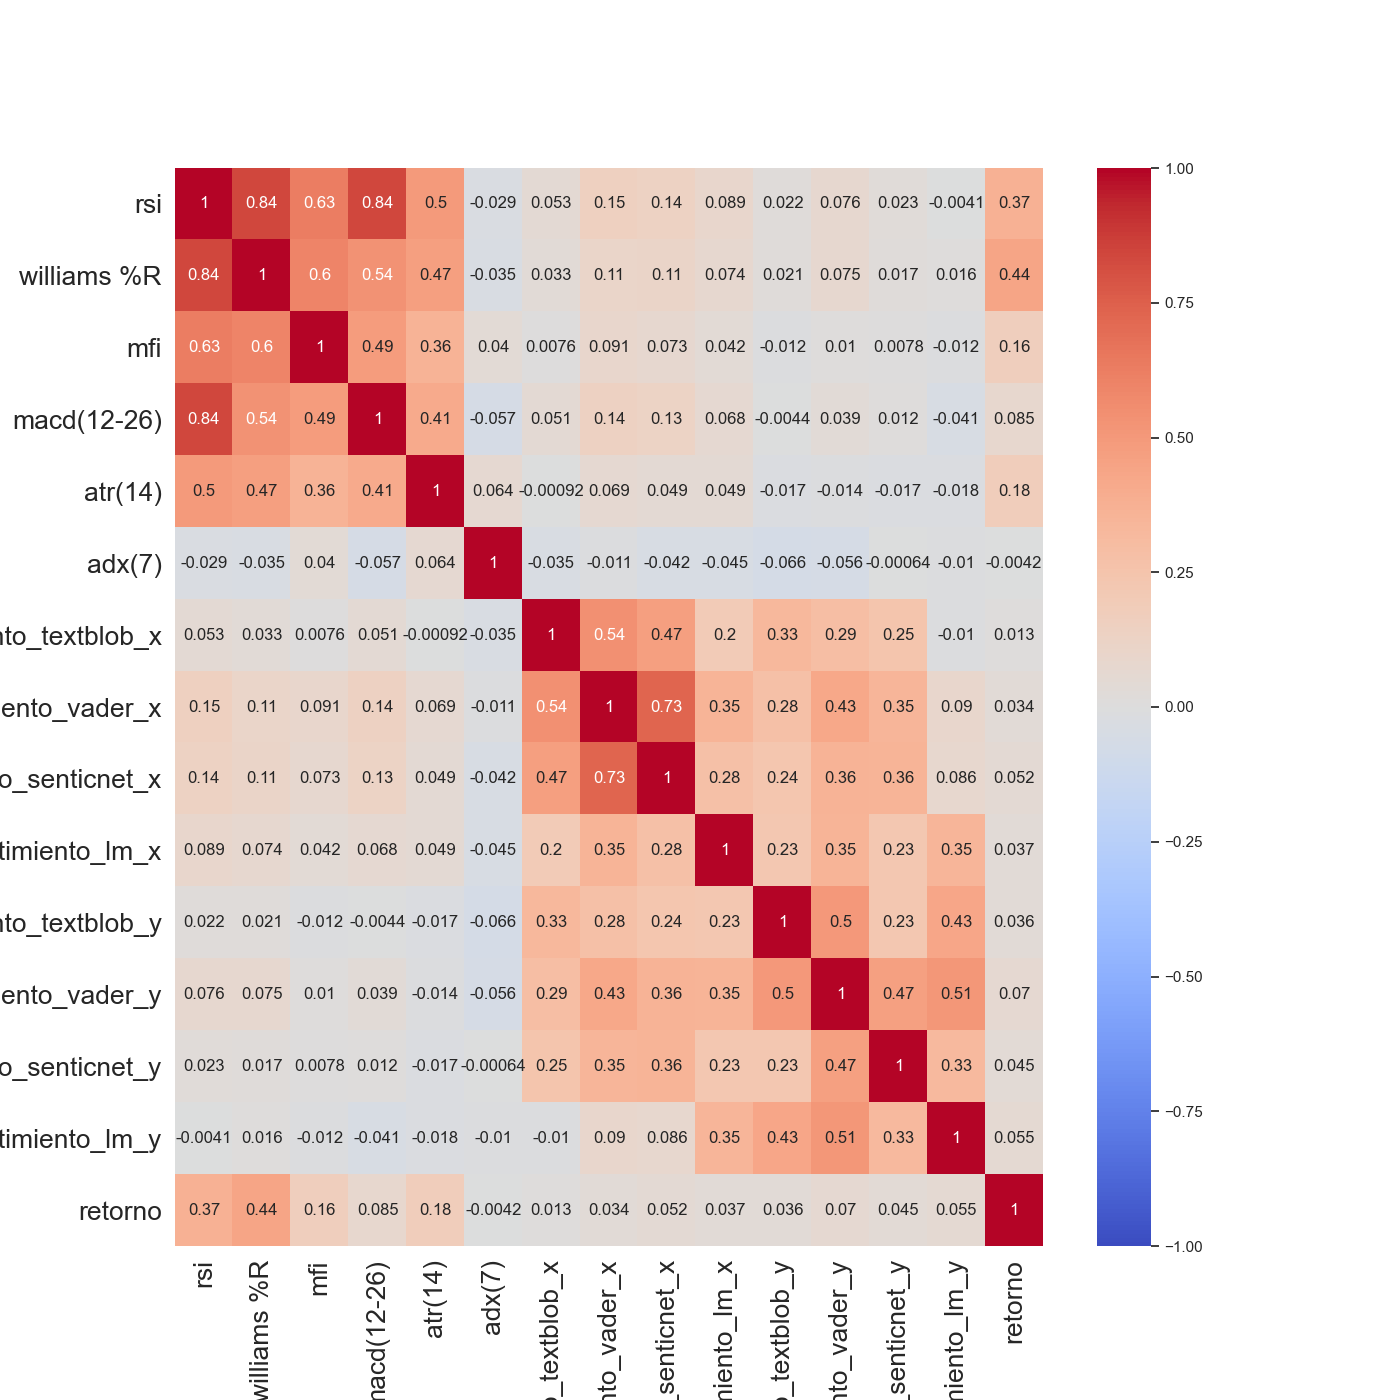 rsi 1 0.84 0.63 0.84 0.5 -0.029 0.053 0.15 0.14 0.089 0.022 0.076 0.023 -0.0041 0.37
williams %R 0.84 1 0.6 0.54 0.47 -0.035 0.033 0.11 0.11 0.074 0.021 0.075 0.017 0.016 0.44
mfi 0.63 0.6 1 0.49 0.36 0.04 0.0076 0.091 0.073 0.042 -0.012 0.01 0.0078 -0.012 0.16
macd(12-26) 0.84 0.54 0.49 1 0.41 -0.057 0.051 0.14 0.13 0.068 -0.0044 0.039 0.012 -0.041 0.085
atr(14) 0.5 0.47 0.36 0.41 1 0.064 -0.00092 0.069 0.049 0.049 -0.017 -0.014 -0.017 -0.018 0.18
adx(7) -0.029 -0.035 0.04 -0.057 0.064 1 -0.035 -0.011 -0.042 -0.045 -0.066 -0.056 -0.00064 -0.01 -0.0042
nto_textblob_x 0.053 0.033 0.0076 0.051 -0.00092 -0.035 1 0.54 0.47 0.2 0.33 0.29 0.25 -0.01 0.013
ento_vader_x 0.15 0.11 0.091 0.14 0.069 -0.011 0.54 1 0.73 0.35 0.28 0.43 0.35 0.09 0.034
o_senticnet_x 0.14 0.11 0.073 0.13 0.049 -0.042 0.47 0.73 1 0.28 0.24 0.36 0.36 0.086 0.052
timiento_lm_x 0.089 0.074 0.042 0.068 0.049 -0.045 0.2 0.35 0.28 1 0.23 0.35 0.23 0.35 0.037
nto_textblob_y 0.022 0.021 -0.012 -0.0044 -0.017 -0.066 0.33 0.28 0.24 0.23 1 0.5 0.23 0.43 0.036
ento_vader_y 0.076 0.075 0.01 0.039 -0.014 -0.056 0.29 0.43 0.36 0.35 0.5 1 0.47 0.51 0.07
o_senticnet_y 0.023 0.017 0.0078 0.012 -0.017 -0.00064 0.25 0.35 0.36 0.23 0.23 0.47 1 0.33 0.045
timiento_lm_y -0.0041 0.016 -0.012 -0.041 -0.018 -0.01 -0.01 0.09 0.086 0.35 0.43 0.51 0.33 1 0.055
retorno 0.37 0.44 0.16 0.085 0.18 -0.0042 0.013 0.034 0.052 0.037 0.036 0.07 0.045 0.055 1
rsi
williams %R
mfi
macd(12-26)
atr(14)
adx(7)
o_textblob_x
nto_vader_x
_senticnet_x
miento_lm_x
o_textblob_y
nto_vader_y
_senticnet_y
miento_lm_y
retorno
1.00
0.75
0.50
0.25
0.00
−0.25
−0.50
−0.75
−1.00